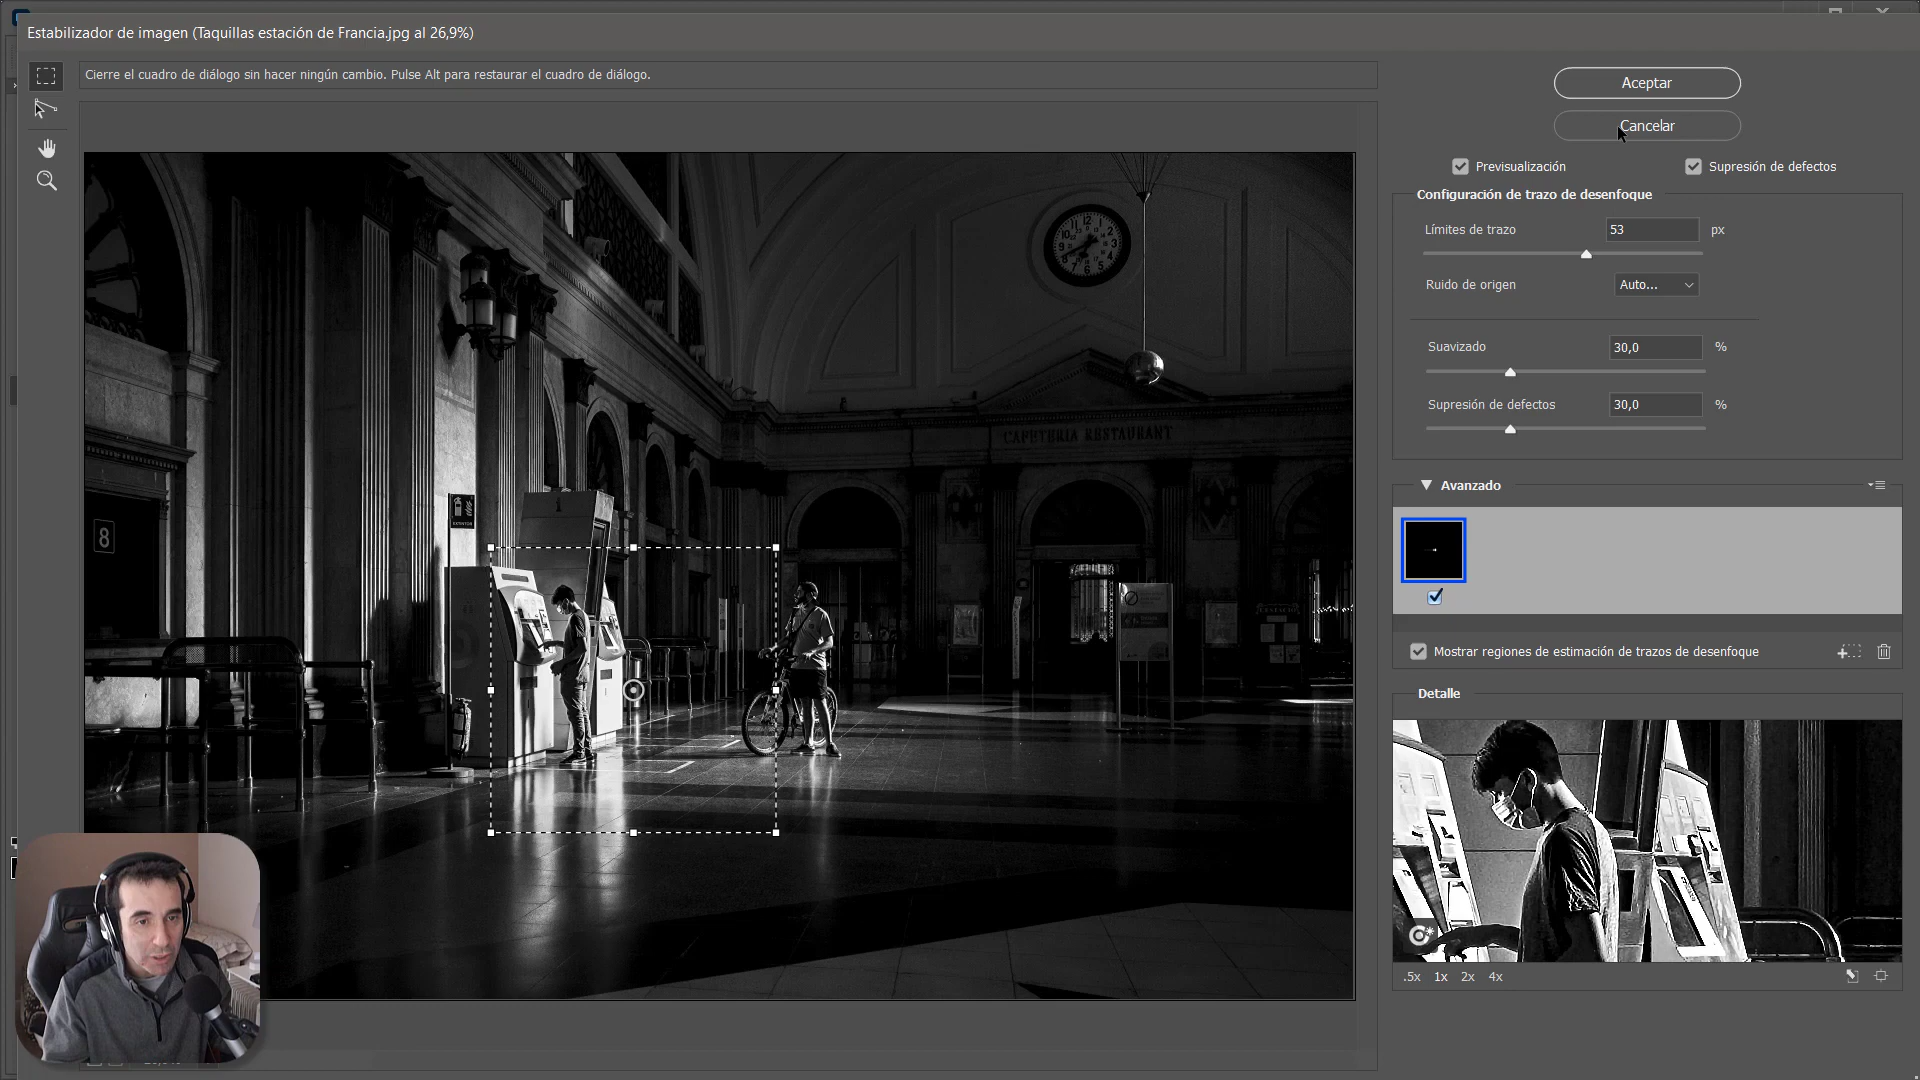 Estabilizador de imagen (Taquillas estación de Francia.jpg al 26,9%)
Cierre el cuadro de diálogo sin hacer ningún cambio. Pulse Alt para restaurar el cuadro de diálogo.
Aceptar
Cancelar
Previsualización
Supresión de defectos
Configuración de trazo de desenfoque
Límites de trazo
53
px
Ruido de origen
Auto...
Suavizado
30,0
%
Supresión de defectos
30,0
%
Avanzado
Mostrar regiones de estimación de trazos de desenfoque
Detalle
.5x 1x 2x 4x
CAFETERIA RESTAURANT
EXTINTOR
8